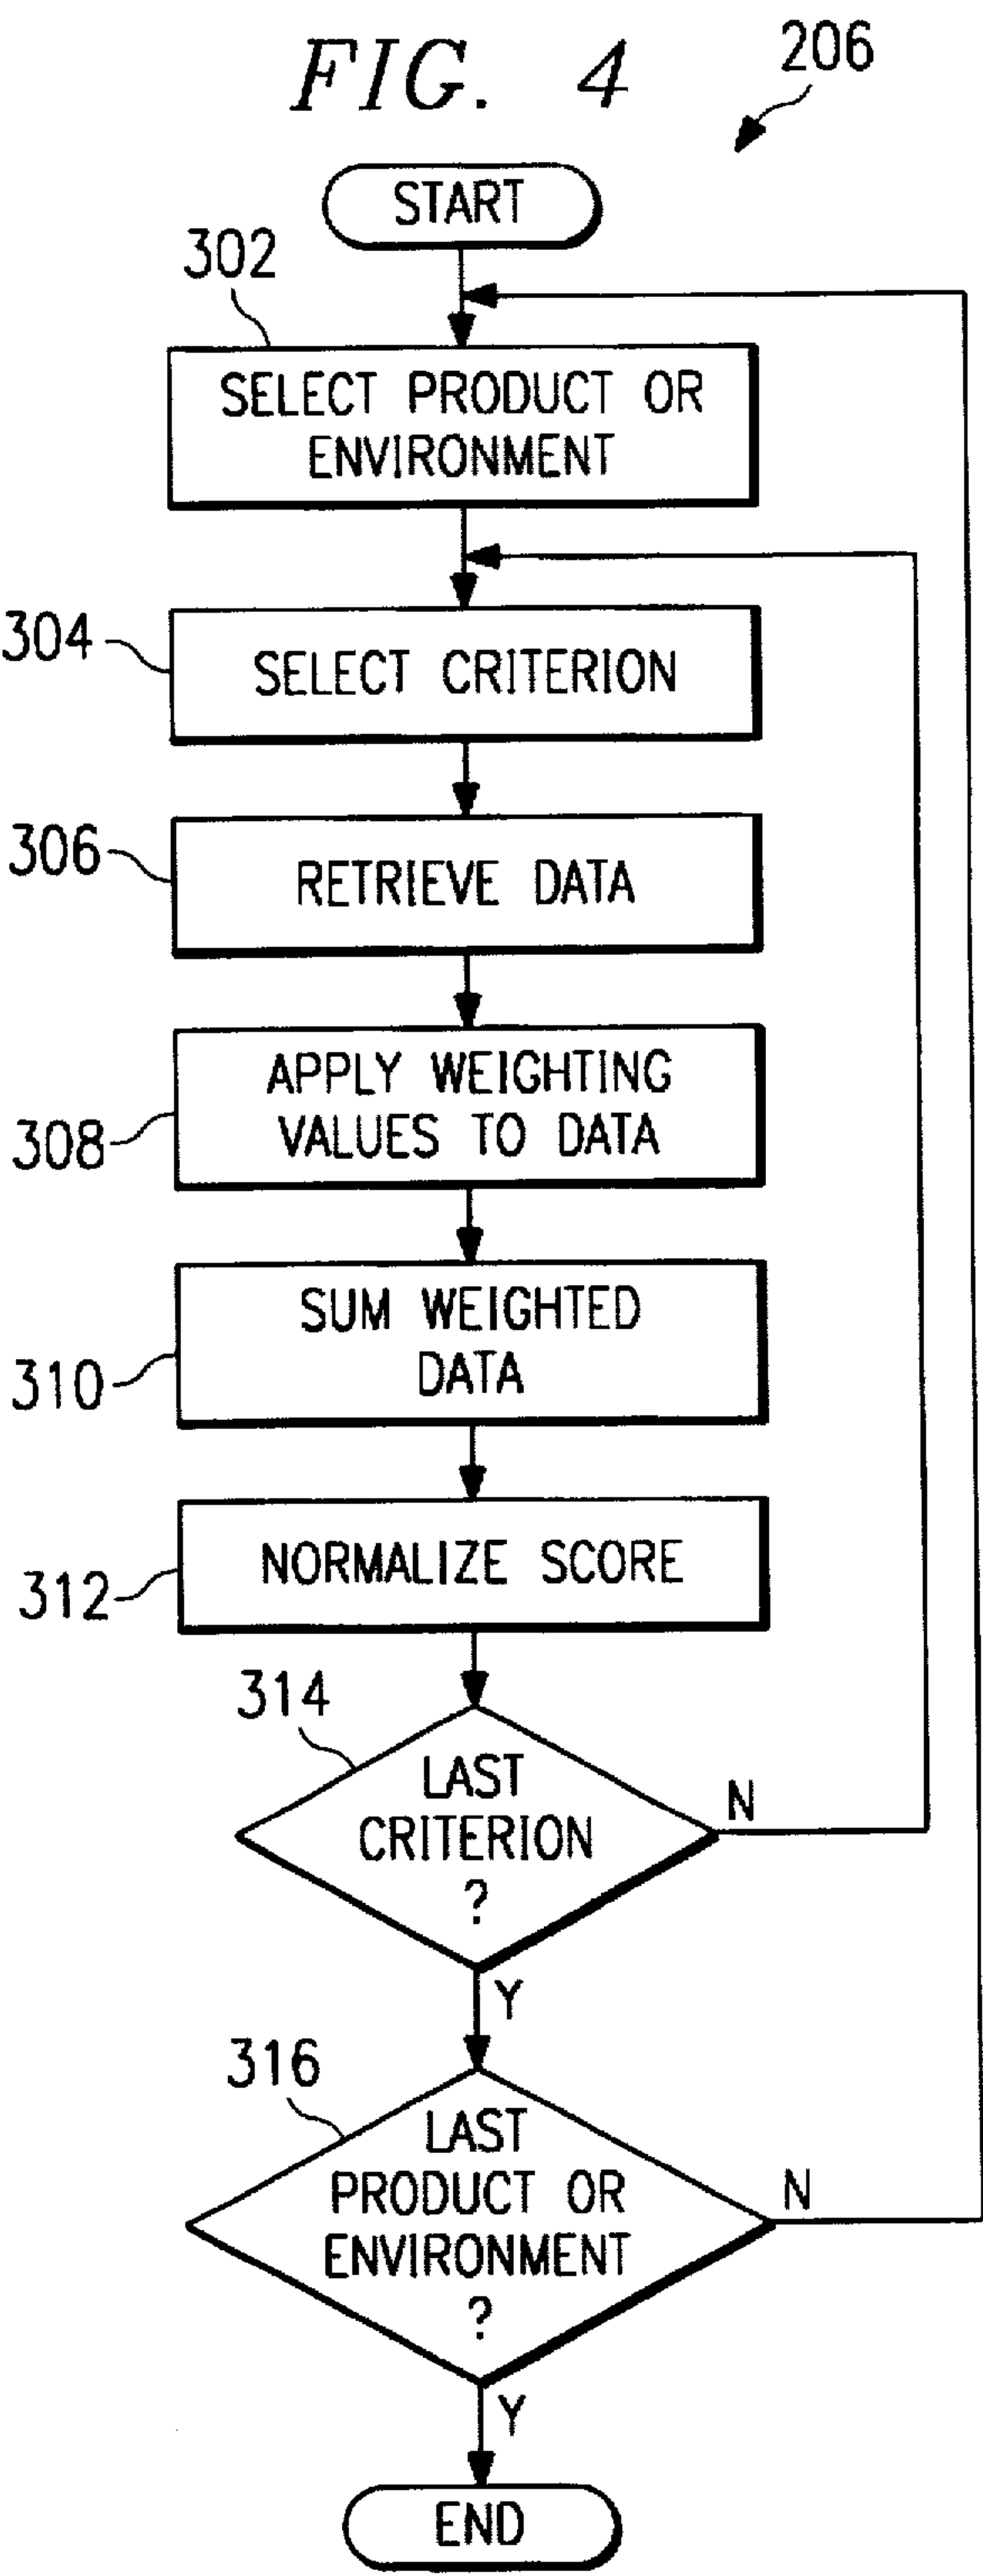 FIG. 4
206
START
302
SELECT PRODUCT OR
ENVIRONMENT
304
SELECT CRITERION
306
RETRIEVE DATA
308
APPLY WEIGHTING
VALUES TO DATA
310
SUM WEIGHTED
DATA
312
NORMALIZE SCORE
314
LAST
CRITERION
?
N
Y
316
LAST
PRODUCT OR
ENVIRONMENT
?
N
Y
END